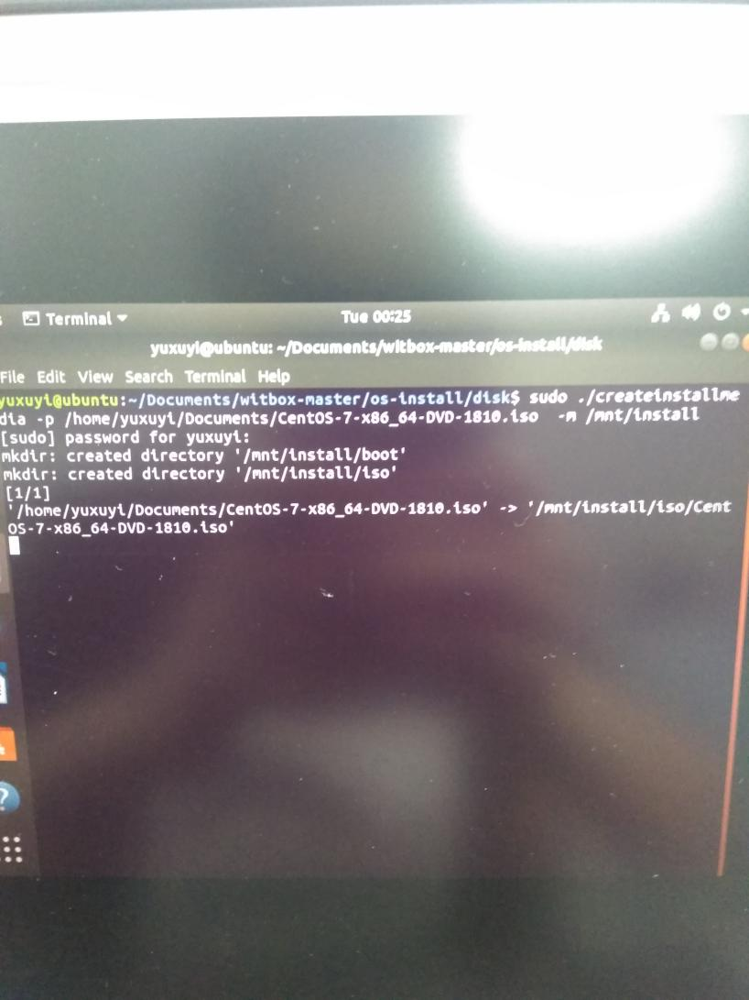 Terminal
Tue 00:25
yuxuyi@ubuntu: ~/Documents/witbox-master/os-install/disk
File Edit View Search Terminal Help
yuxuyi@ubuntu:~/Documents/witbox-master/os-install/disk$ sudo ./createinstallme
dia -p /home/yuxuyi/Documents/CentOS-7-x86_64-DVD-1810.iso  -m /mnt/install
[sudo] password for yuxuyi:
mkdir: created directory '/mnt/install/boot'
mkdir: created directory '/mnt/install/iso'
[1/1]
'/home/yuxuyi/Documents/CentOS-7-x86_64-DVD-1810.iso' -> '/mnt/install/iso/Cent
OS-7-x86_64-DVD-1810.iso'
?